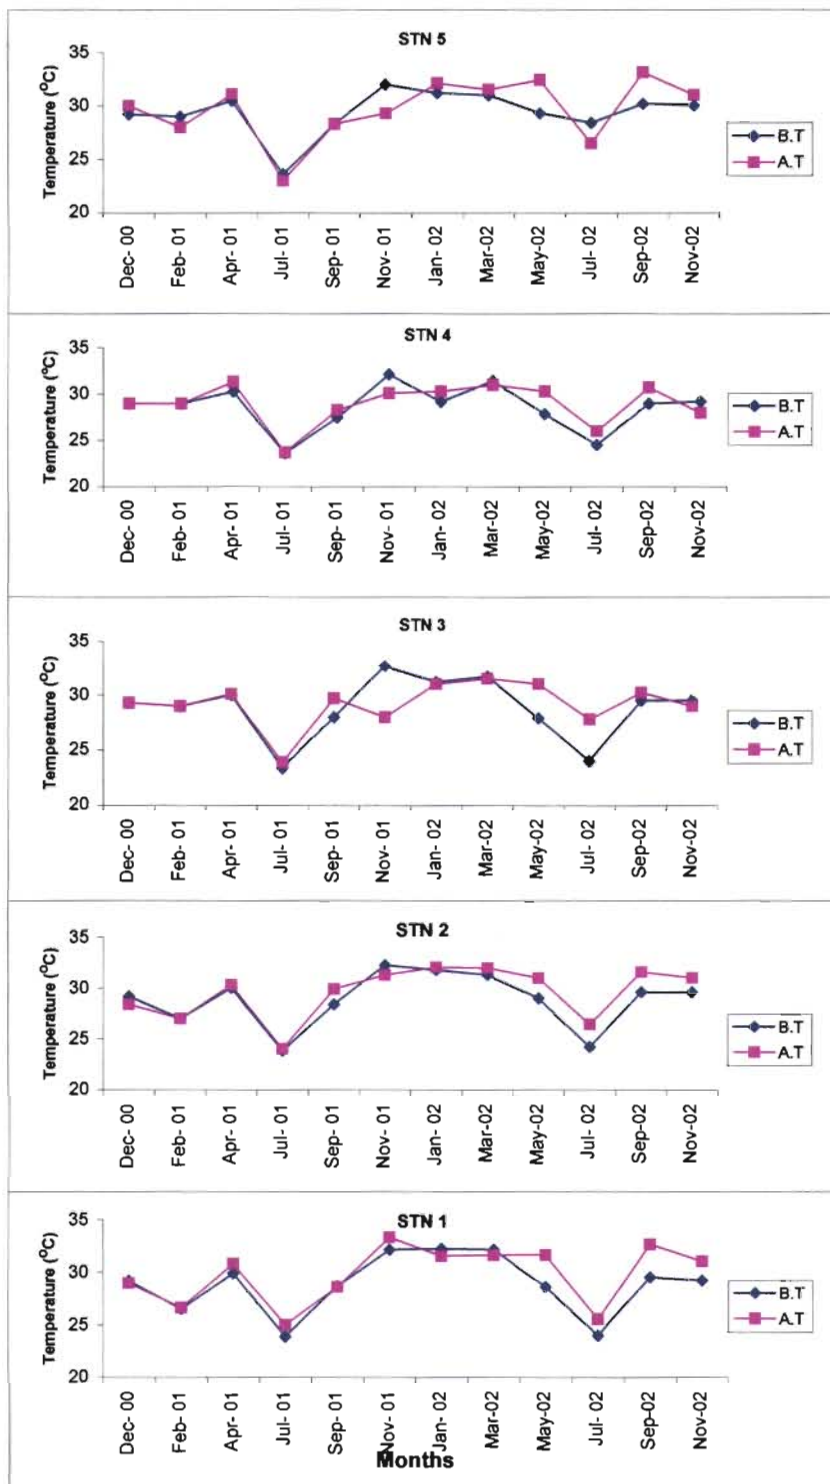 STN 5
Temperature (°C)
35
30
25
20
Dec- 00
Feb- 01
Apr- 01
Jul- 01
Sep- 01
Nov- 01
Jan- 02
Mar-02
May-02
Jul- 02
Sep-02
Nov-02
B.T
A.T
STN 4
Temperature (°C)
35
30
25
20
Dec- 00
Feb- 01
Apr- 01
Jul- 01
Sep- 01
Nov- 01
Jan- 02
Mar-02
May-02
Jul- 02
Sep-02
Nov-02
B.T
A.T
STN 3
Temperature (°C)
35
30
25
20
Dec- 00
Feb- 01
Apr- 01
Jul- 01
Sep- 01
Nov- 01
Jan- 02
Mar-02
May-02
Jul- 02
Sep-02
Nov-02
B.T
A.T
STN 2
Temperature (°C)
35
30
25
20
Dec- 00
Feb- 01
Apr- 01
Jul- 01
Sep- 01
Nov- 01
Jan- 02
Mar-02
May-02
Jul- 02
Sep-02
Nov-02
B.T
A.T
STN 1
Temperature (°C)
35
30
25
20
Dec- 00
Feb- 01
Apr- 01
Jul- 01
Sep- 01
Nov- 01
Jan- 02
Mar-02
May-02
Jul- 02
Sep-02
Nov-02
B.T
A.T
Months